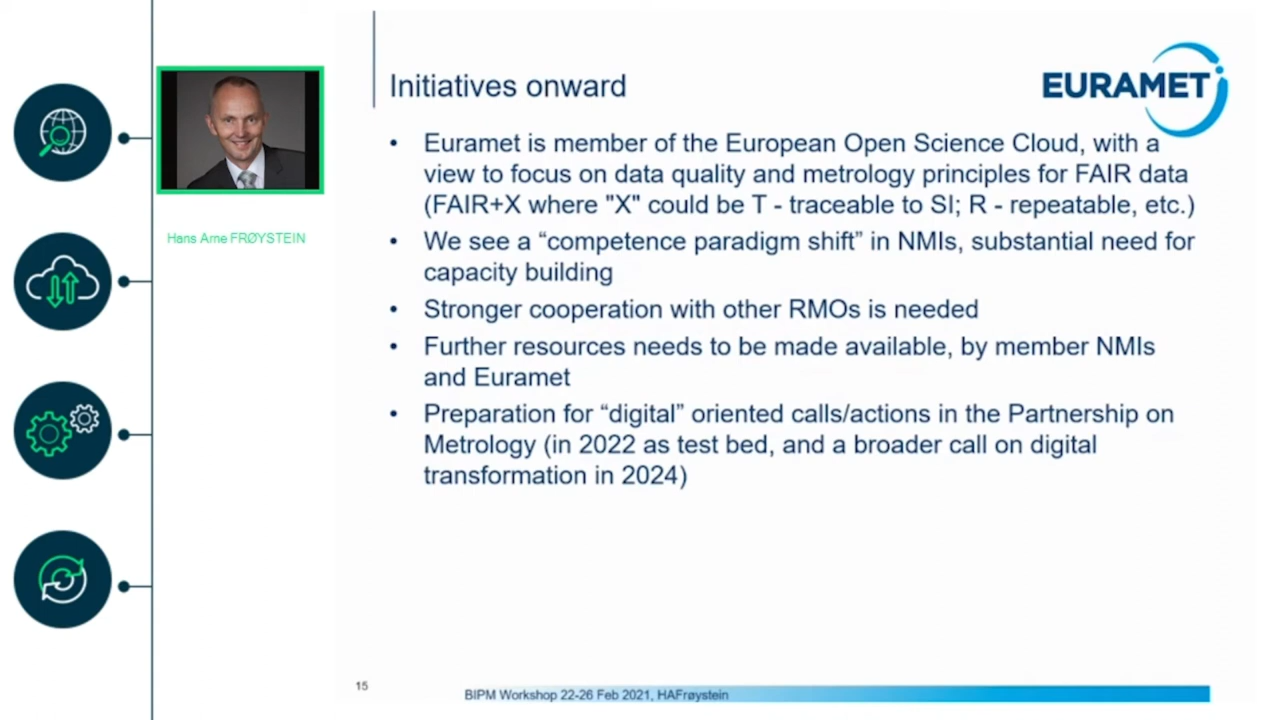 Initiatives onward
EURAMET
Hans Arne FRØYSTEIN
• Euramet is member of the European Open Science Cloud, with a
view to focus on data quality and metrology principles for FAIR data
(FAIR+X where "X" could be T - traceable to SI; R - repeatable, etc.)
• We see a “competence paradigm shift” in NMIs, substantial need for
capacity building
• Stronger cooperation with other RMOs is needed
• Further resources needs to be made available, by member NMIs
and Euramet
• Preparation for “digital” oriented calls/actions in the Partnership on
Metrology (in 2022 as test bed, and a broader call on digital
transformation in 2024)
15
BIPM Workshop 22-26 Feb 2021, HAFrøystein